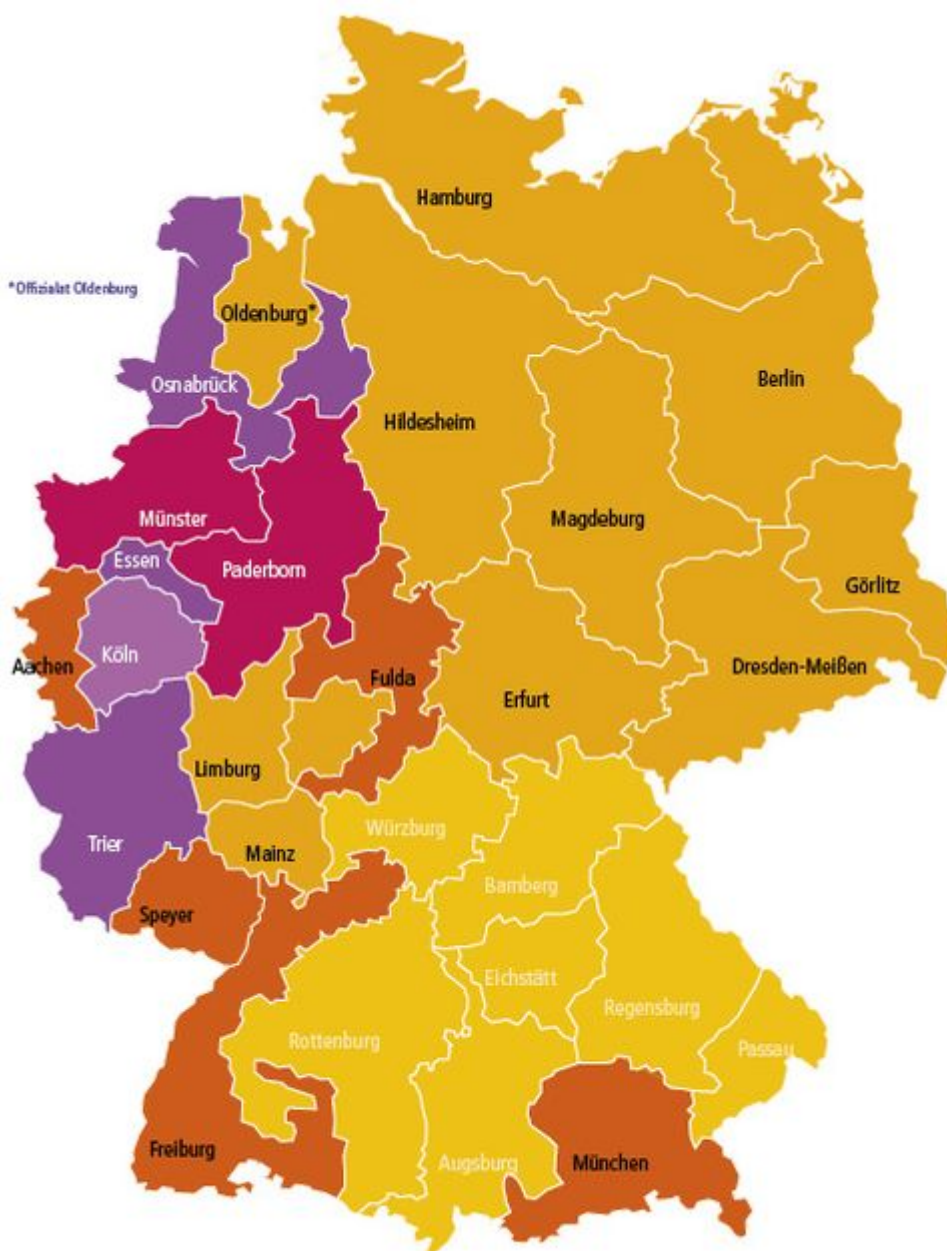 Hamburg
*Offizialat Oldenburg
Oldenburg*
Osnabrück
Berlin
Hildesheim
Münster
Magdeburg
Essen
Paderborn
Görlitz
Aachen
Köln
Fulda
Dresden-Meißen
Erfurt
Limburg
Würzburg
Trier
Mainz
Bamberg
Speyer
Eichstätt
Regensburg
Rottenburg
Passau
Freiburg
Augsburg
München